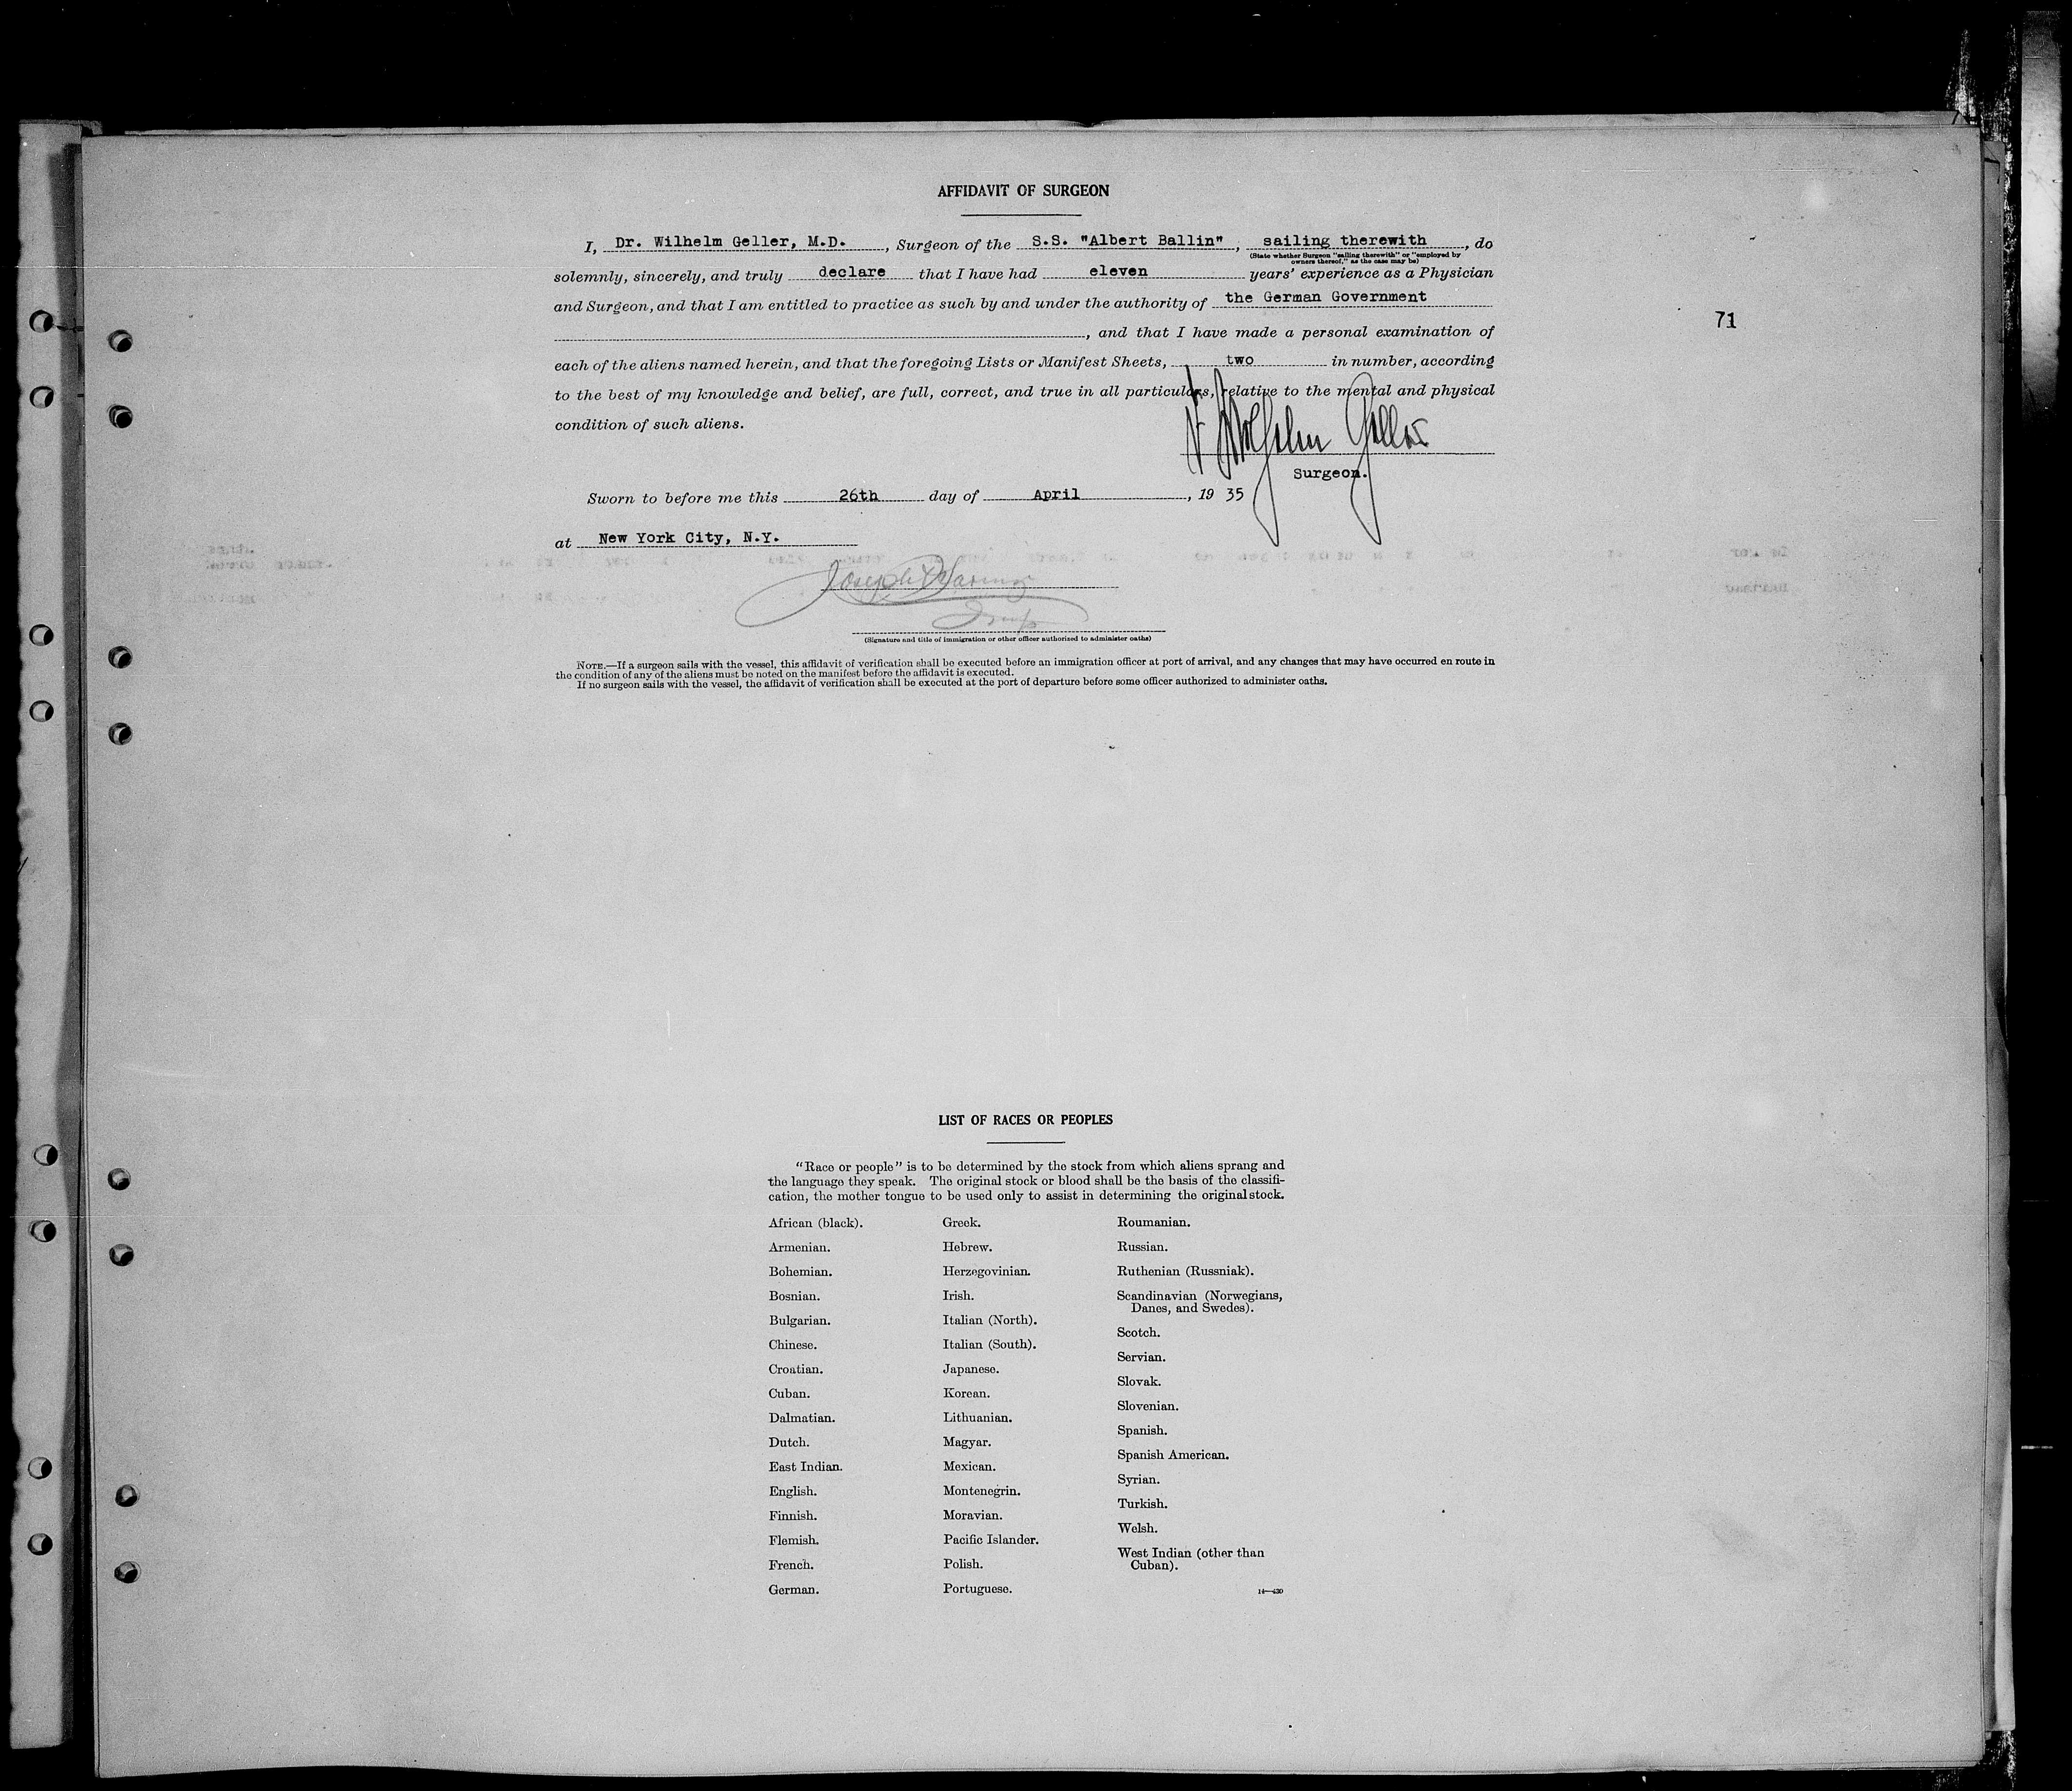 AFFIDAVIT OF SURGEON
I, Dr. Wilhelm Geller, M.D., Surgeon of the S.S. "Albert Ballin", sailing therewith, do
(State whether Surgeon "sailing therewith" or "employed by
owners thereof," as the case may be)
solemnly, sincerely, and truly declare that I have had eleven years' experience as a Physician
and Surgeon, and that I am entitled to practice as such by and under the authority of the German Government
, and that I have made a personal examination of
71
each of the aliens named herein, and that the foregoing Lists or Manifest Sheets, two in number, according
to the best of my knowledge and belief, are full, correct, and true in all particulars, relative to the mental and physical
condition of such aliens.
Wilhelm Geller
Surgeon.
Sworn to before me this 26th day of April, 1935
at New York City, N.Y.
Joseph
Insp
(Signature and title of immigration or other officer authorized to administer oaths)
NOTE.—If a surgeon sails with the vessel, this affidavit of verification shall be executed before an immigration officer at port of arrival, and any changes that may have occurred en route in
the condition of any of the aliens must be noted on the manifest before the affidavit is executed.
If no surgeon sails with the vessel, the affidavit of verification shall be executed at the port of departure before some officer authorized to administer oaths.
LIST OF RACES OR PEOPLES
"Race or people" is to be determined by the stock from which aliens sprang and
the language they speak. The original stock or blood shall be the basis of the classifi-
cation, the mother tongue to be used only to assist in determining the original stock.
African (black).
Armenian.
Bohemian.
Bosnian.
Bulgarian.
Chinese.
Croatian.
Cuban.
Dalmatian.
Dutch.
East Indian.
English.
Finnish.
Flemish.
French.
German.
Greek.
Hebrew.
Herzegovinian.
Irish.
Italian (North).
Italian (South).
Japanese.
Korean.
Lithuanian.
Magyar.
Mexican.
Montenegrin.
Moravian.
Pacific Islander.
Polish.
Portuguese.
Roumanian.
Russian.
Ruthenian (Russniak).
Scandinavian (Norwegians,
Danes, and Swedes).
Scotch.
Servian.
Slovak.
Slovenian.
Spanish.
Spanish American.
Syrian.
Turkish.
Welsh.
West Indian (other than
Cuban).
14—430